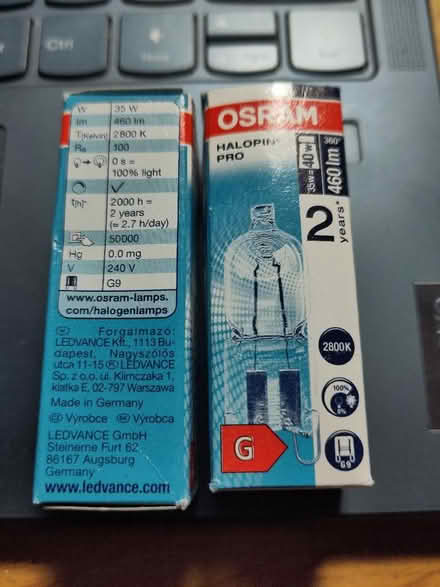 Ctrl
W 35 W
lm 460 lm
T(Kelvin) 2800 K
Ra 100
0 s =
100% light
t[h] 2000 h =
2 years
(≈ 2.7 h/day)
50000
Hg 0.0 mg
V 240 V
G9
www.osram-lamps.
com/halogenlamps
Forgalmazó:
LEDVANCE Kft., 1113 Bu-
dapest, Nagyszőlős
utca 11-15 LEDVANCE
Sp. z o.o. ul. Klimczaka 1,
klatka E, 02-797 Warszawa
Made in Germany
Výrobce Výrobca
LEDVANCE GmbH
Steinerne Furt 62
86167 Augsburg
Germany
www.ledvance.com
OSRAM
HALOPIN®
PRO
35W=40W
360°
460 lm
2
years*
2800K
100%
0%
G
G9